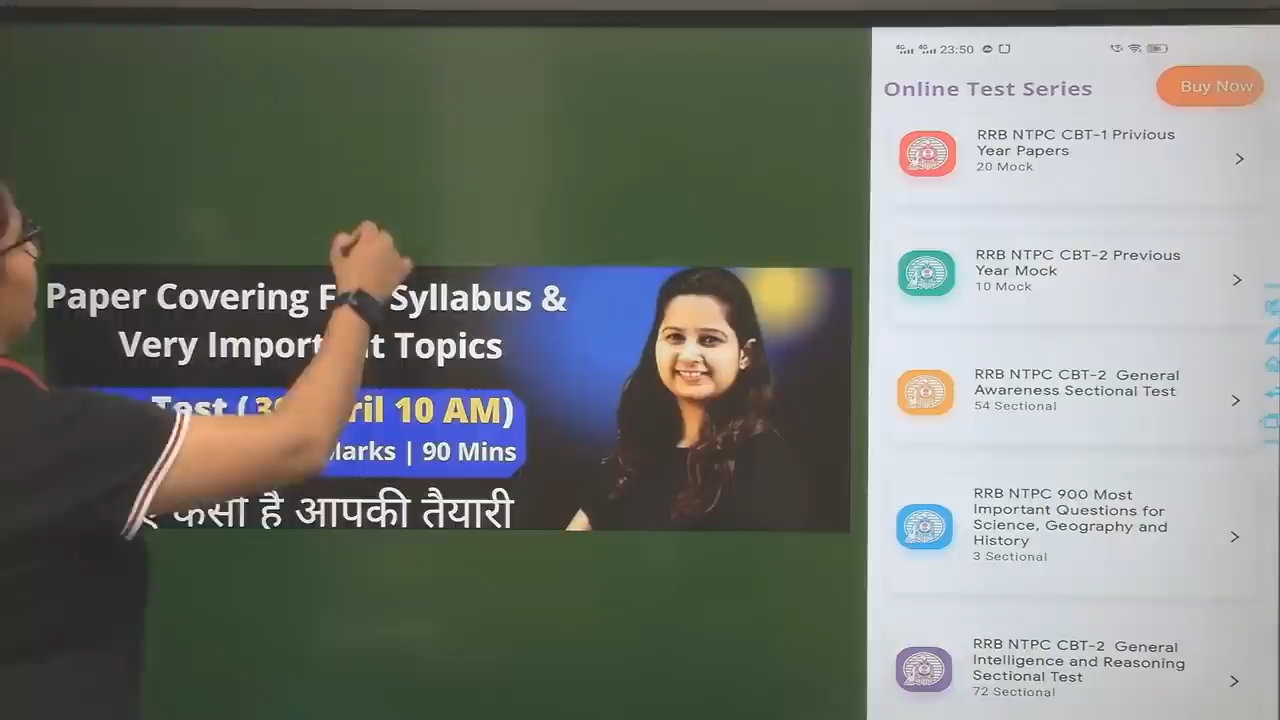 Paper Covering F Syllabus &
Very Import t Topics
Test (3 ril 10 AM)
Marks | 90 Mins
है आपकी तैयारी
4G 4G 23:50
Online Test Series
Buy Now
RRB NTPC CBT-1 Privious
Year Papers
20 Mock
RRB NTPC CBT-2 Previous
Year Mock
10 Mock
RRB NTPC CBT-2 General
Awareness Sectional Test
54 Sectional
RRB NTPC 900 Most
Important Questions for
Science, Geography and
History
3 Sectional
RRB NTPC CBT-2 General
Intelligence and Reasoning
Sectional Test
72 Sectional